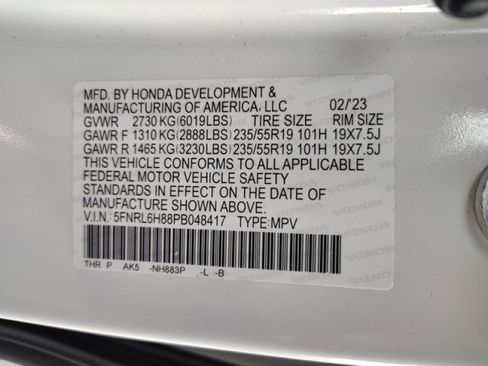 MFD. BY HONDA DEVELOPMENT &
MANUFACTURING OF AMERICA, LLC 02/'23
GVWR 2730 KG(6019LBS) TIRE SIZE RIM SIZE
GAWR F 1310 KG(2888LBS) 235/55R19 101H 19X7.5J
GAWR R 1465 KG(3230LBS) 235/55R19 101H 19X7.5J
THIS VEHICLE CONFORMS TO ALL APPLICABLE
FEDERAL MOTOR VEHICLE SAFETY
STANDARDS IN EFFECT ON THE DATE OF
MANUFACTURE SHOWN ABOVE.
V.I.N.: 5FNRL6H88PB048417 TYPE:MPV
THR P AK5 -NH883P -L -B
HONDA